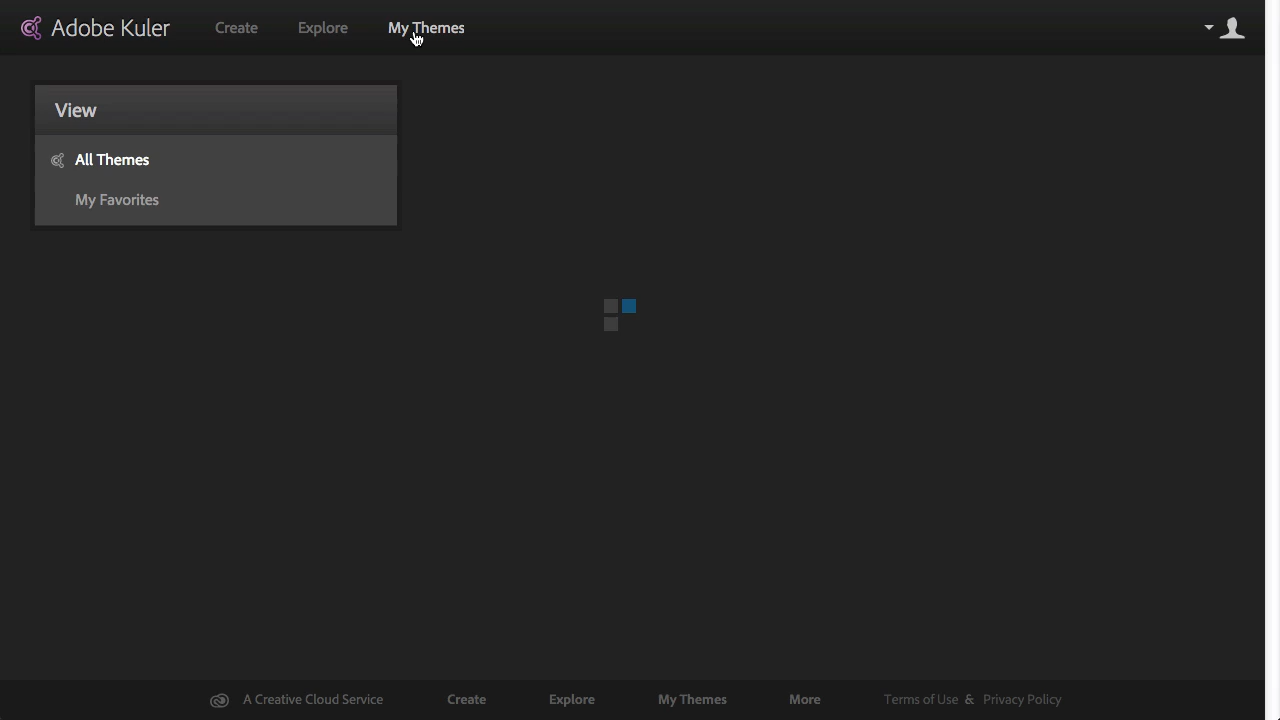 Adobe Kuler Create Explore My Themes
View
All Themes
My Favorites
A Creative Cloud Service Create Explore My Themes More Terms of Use & Privacy Policy